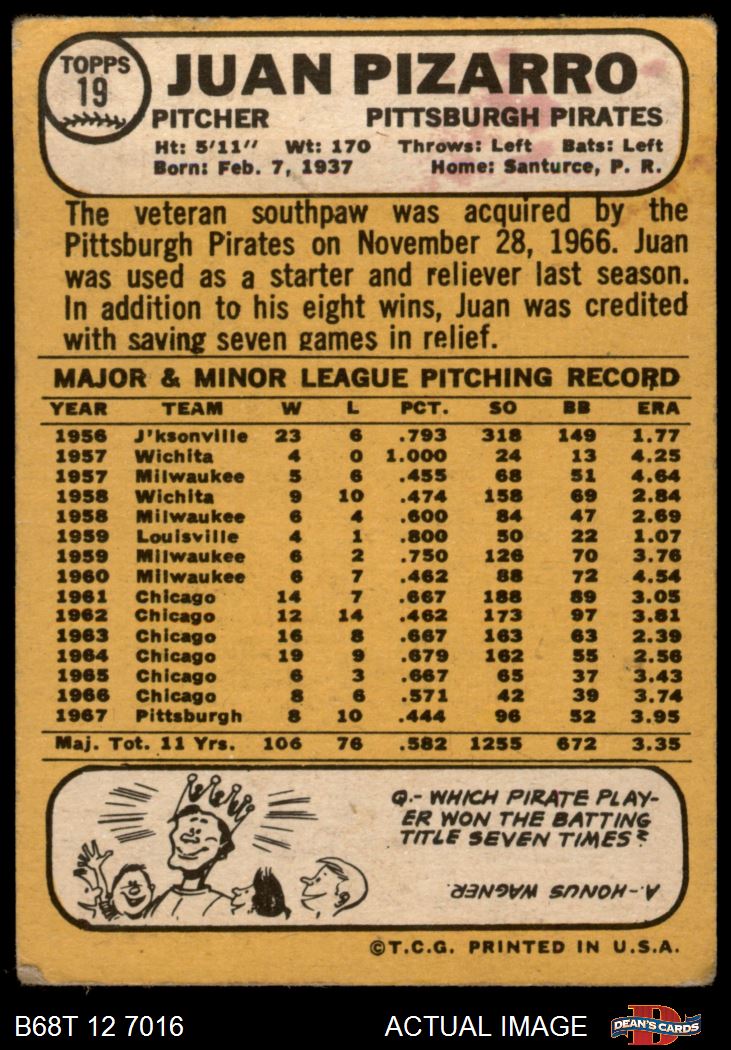 TOPPS
19
JUAN PIZARRO
PITCHER PITTSBURGH PIRATES
Ht: 5'11" Wt: 170 Throws: Left Bats: Left
Born: Feb. 7, 1937 Home: Santurce, P. R.
The veteran southpaw was acquired by the
Pittsburgh Pirates on November 28, 1966. Juan
was used as a starter and reliever last season.
In addition to his eight wins, Juan was credited
with saving seven games in relief.
MAJOR & MINOR LEAGUE PITCHING RECORD
YEAR TEAM W L PCT. SO BB ERA
1956 J'ksonville 23 6 .793 318 149 1.77
1957 Wichita 4 0 1.000 24 13 4.25
1957 Milwaukee 5 6 .455 68 51 4.64
1958 Wichita 9 10 .474 158 69 2.84
1958 Milwaukee 6 4 .600 84 47 2.69
1959 Louisville 4 1 .800 50 22 1.07
1959 Milwaukee 6 2 .750 126 70 3.76
1960 Milwaukee 6 7 .462 88 72 4.54
1961 Chicago 14 7 .667 188 89 3.05
1962 Chicago 12 14 .462 173 97 3.81
1963 Chicago 16 8 .667 163 63 2.39
1964 Chicago 19 9 .679 162 55 2.56
1965 Chicago 6 3 .667 65 37 3.43
1966 Chicago 8 6 .571 42 39 3.74
1967 Pittsburgh 8 10 .444 96 52 3.95
Maj. Tot. 11 Yrs. 106 76 .582 1255 672 3.35
Q.- WHICH PIRATE PLAY-
ER WON THE BATTING
TITLE SEVEN TIMES?
A.- HONUS WAGNER.
©T.C.G. PRINTED IN U.S.A.
B68T 12 7016 ACTUAL IMAGE
D
DEAN'S CARDS